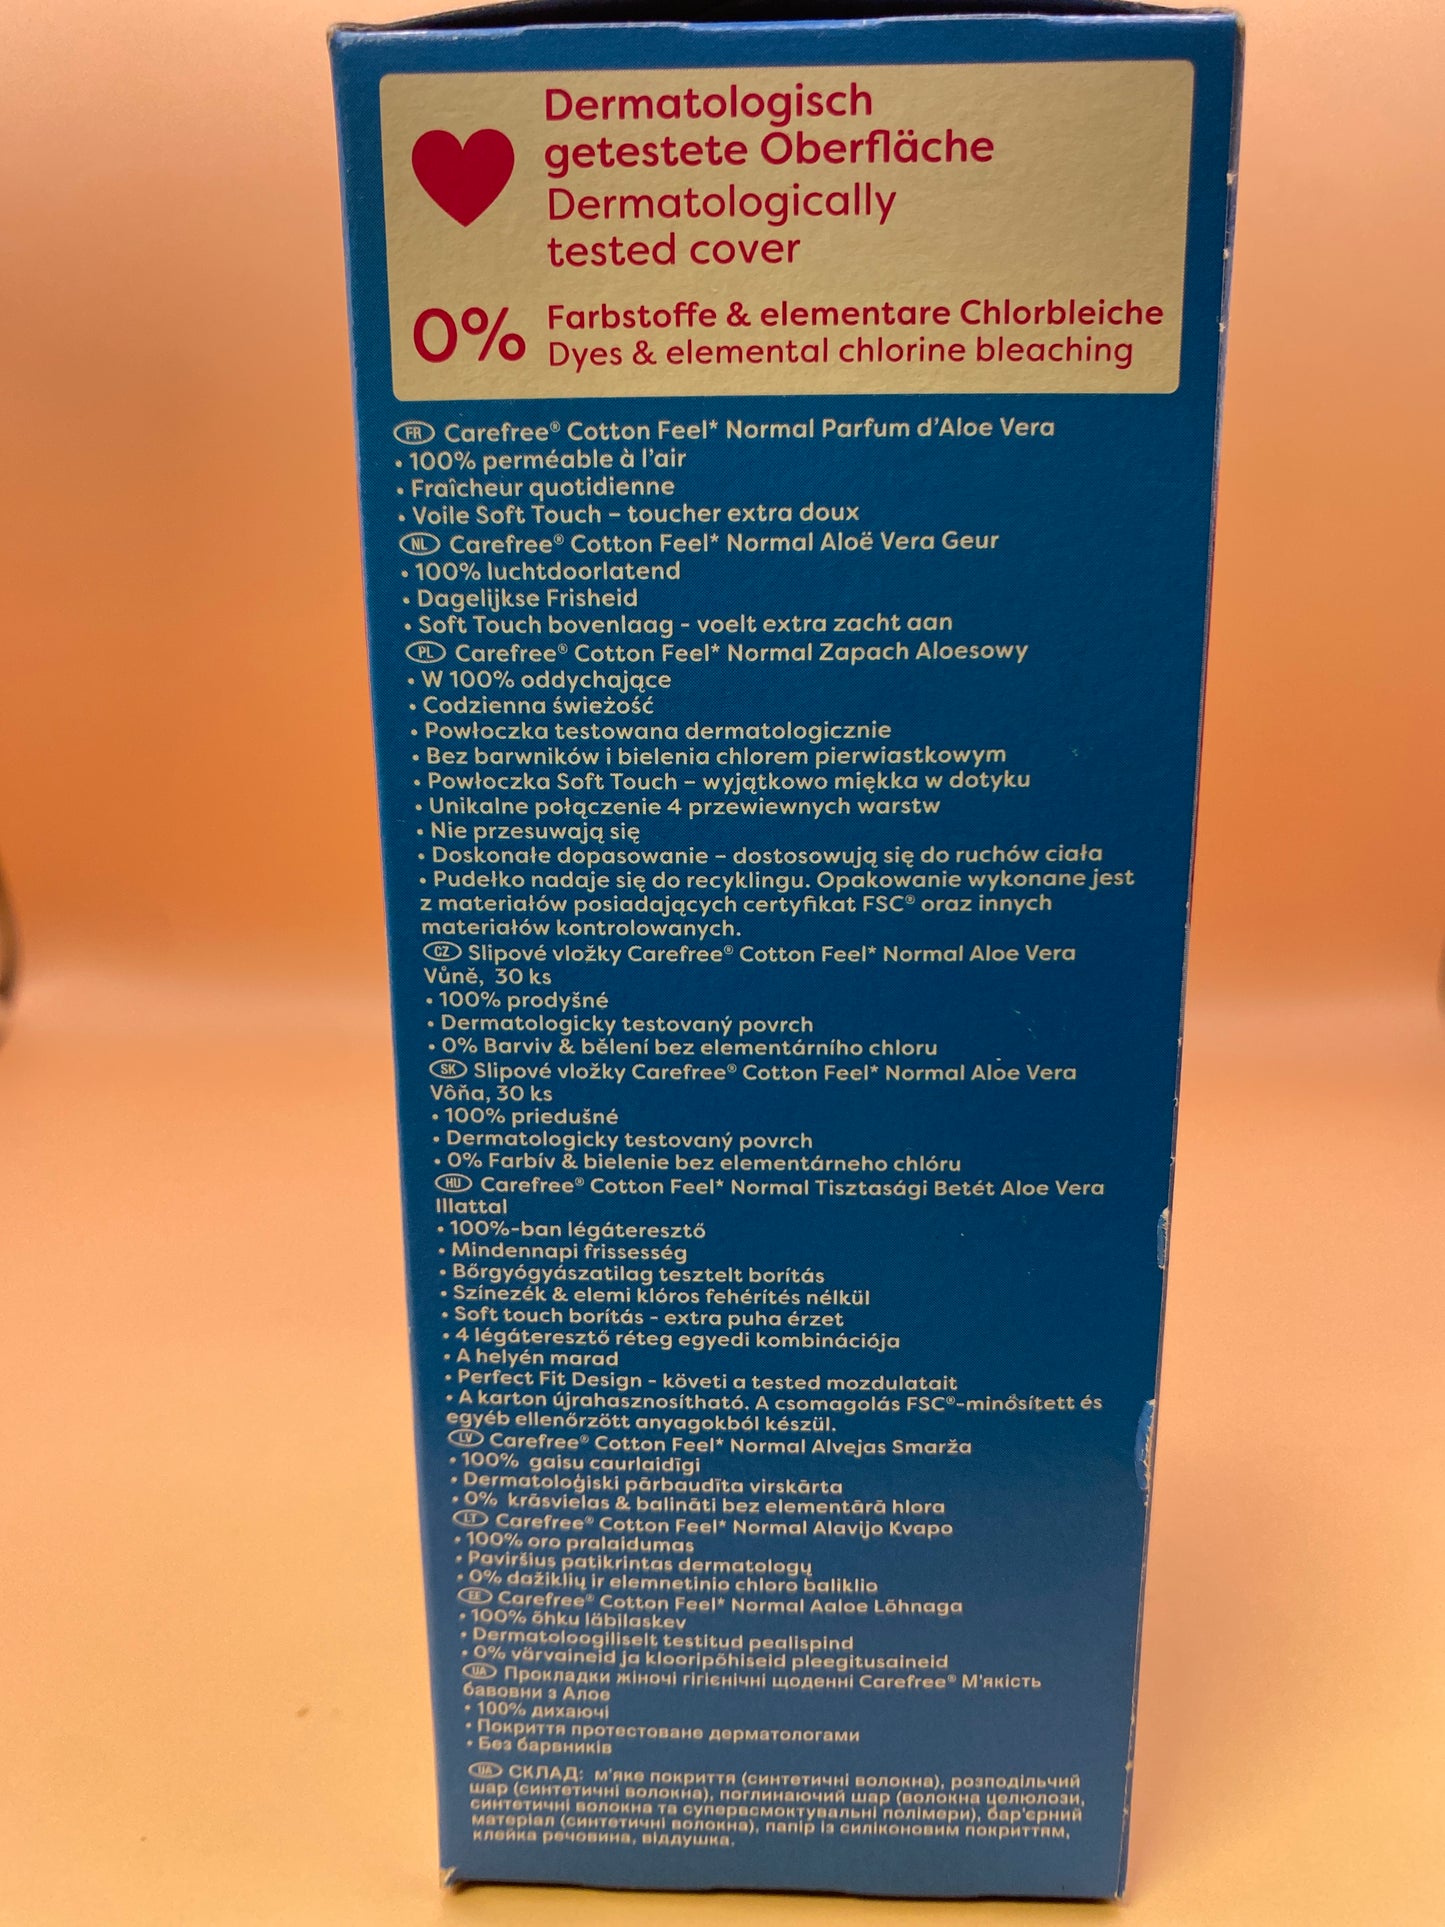 Dermatologisch
getestete Oberfläche
Dermatologically
tested cover
0% Farbstoffe & elementare Chlorbleiche
Dyes & elemental chlorine bleaching
FR Carefree® Cotton Feel* Normal Parfum d'Aloe Vera
• 100% perméable à l'air
• Fraîcheur quotidienne
• Voile Soft Touch – toucher extra doux
NL Carefree® Cotton Feel* Normal Aloë Vera Geur
• 100% luchtdoorlatend
• Dagelijkse Frisheid
• Soft Touch bovenlaag - voelt extra zacht aan
PL Carefree® Cotton Feel* Normal Zapach Aloesowy
• W 100% oddychające
• Codzienna świeżość
• Powłoczka testowana dermatologicznie
• Bez barwników i bielenia chlorem pierwiastkowym
• Powłoczka Soft Touch – wyjątkowo miękka w dotyku
• Unikalne połączenie 4 przewiewnych warstw
• Nie przesuwają się
• Doskonałe dopasowanie – dostosowują się do ruchów ciała
• Pudełko nadaje się do recyklingu. Opakowanie wykonane jest
z materiałów posiadających certyfikat FSC® oraz innych
materiałów kontrolowanych.
CZ Slipové vložky Carefree® Cotton Feel* Normal Aloe Vera
Vůně, 30 ks
• 100% prodyšné
• Dermatologicky testovaný povrch
• 0% Barviv & bělení bez elementárního chloru
SK Slipové vložky Carefree® Cotton Feel* Normal Aloe Vera
Vôňa, 30 ks
• 100% priedušné
• Dermatologicky testovaný povrch
• 0% Farbív & bielenie bez elementárneho chlóru
HU Carefree® Cotton Feel* Normal Tisztasági Betét Aloe Vera
Illattal
• 100%-ban légáteresztő
• Mindennapi frissesség
• Bőrgyógyászatilag tesztelt borítás
• Színezék & elemi klóros fehérítés nélkül
• Soft touch borítás - extra puha érzet
• 4 légáteresztő réteg egyedi kombinációja
• A helyén marad
• Perfect Fit Design - követi a tested mozdulatait
• A karton újrahasznosítható. A csomagolás FSC®-minősített és
egyéb ellenőrzött anyagokból készül.
LV Carefree® Cotton Feel* Normal Alvejas Smarža
• 100% gaisu caurlaidīgi
• Dermatoloģiski pārbaudīta virskārta
• 0% krāsvielas & balināti bez elementārā hlora
LT Carefree® Cotton Feel* Normal Alavijo Kvapo
• 100% oro pralaidumas
• Paviršius patikrintas dermatologų
• 0% dažiklių ir elemnetinio chloro baliklio
EE Carefree® Cotton Feel* Normal Aaloe Lõhnaga
• 100% õhku läbilaskev
• Dermatoloogiliselt testitud pealispind
• 0% värvaineid ja klooripõhiseid pleegitusaineid
UA Прокладки жіночі гігієнічні щоденні Carefree® М'якість
бавовни з Алое
• 100% дихаючі
• Покриття протестоване дерматологами
• Без барвників
UA СКЛАД: м'яке покриття (синтетичні волокна), розподільчий
шар (синтетичні волокна), поглинаючий шар (волокна целюлози,
синтетичні волокна та супервсмоктувальні полімери), бар'єрний
матеріал (синтетичні волокна), папір із силіконовим покриттям,
клейка речовина, віддушка.